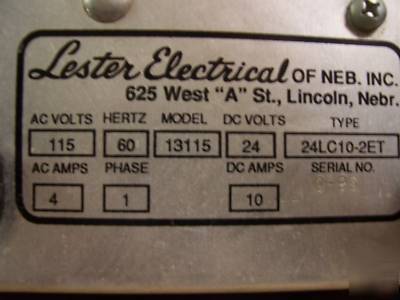 Lester Electrical OF NEB. INC.
625 West "A" St., Lincoln, Nebr.
AC VOLTS HERTZ MODEL DC VOLTS TYPE
115 60 13115 24 24LC10-2ET
AC AMPS PHASE DC AMPS SERIAL NO.
4 1 10